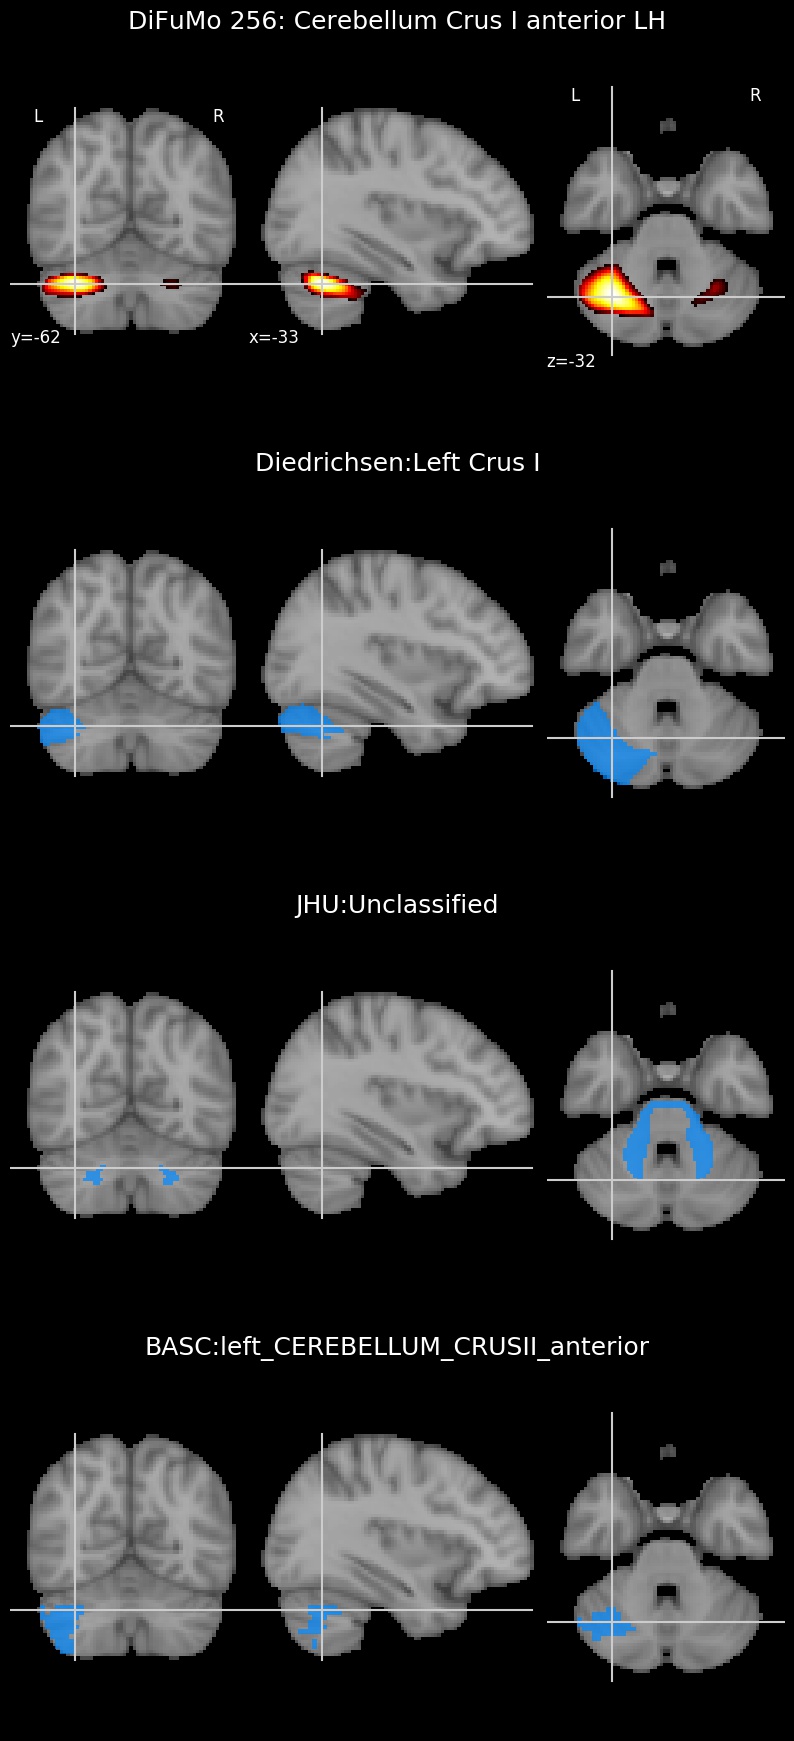 DiFuMo 256: Cerebellum Crus I anterior LH
L R L R
y=-62 x=-33 z=-32
Diedrichsen:Left Crus I
JHU:Unclassified
BASC:left_CEREBELLUM_CRUSII_anterior